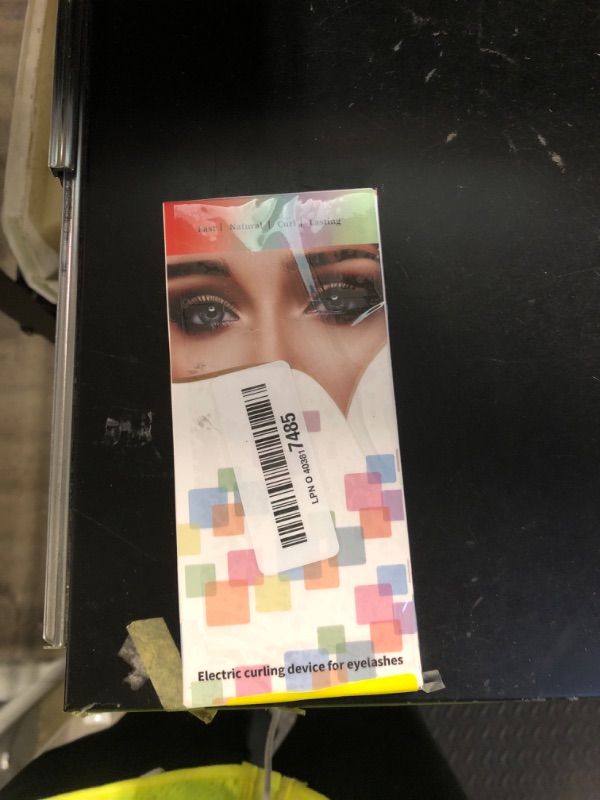 Fast | Natural | Curl | Lasting
LPN O 40381 7485
Electric curling device for eyelashes